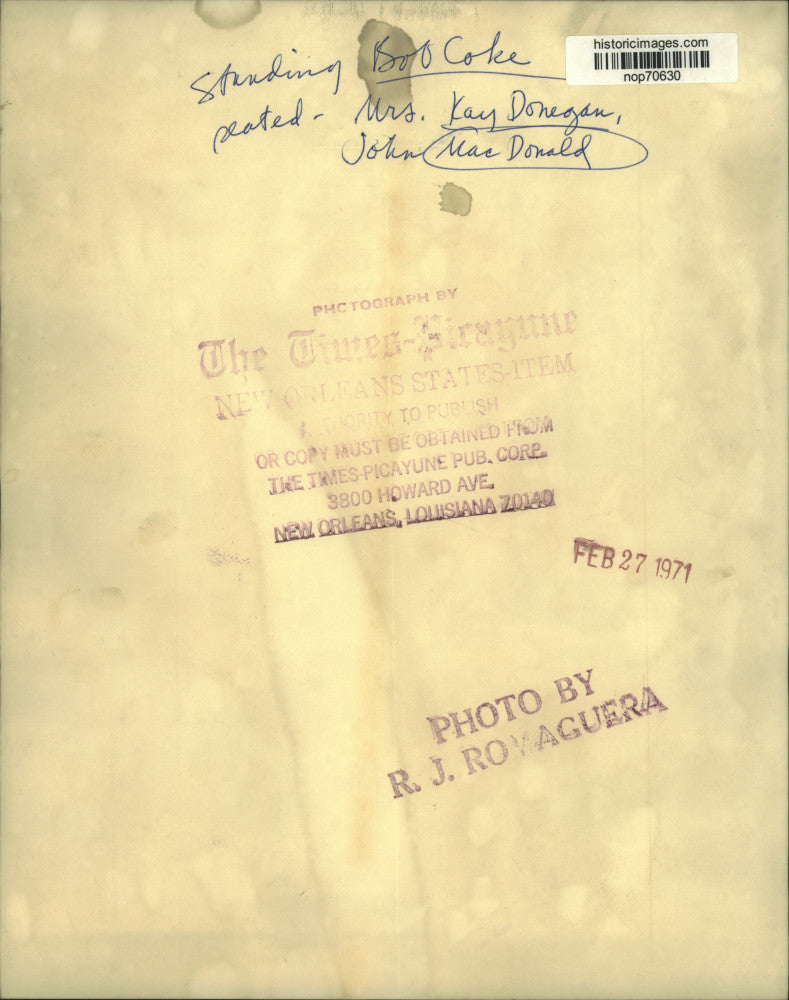 historicimages.com
nop70630
Standing Bob Coke
seated - Mrs. Kay Donegan,
John MacDonald
PHOTOGRAPH BY
The Times-Picayune
NEW ORLEANS STATES-ITEM
AUTHORITY TO PUBLISH
OR COPY MUST BE OBTAINED FROM
THE TIMES-PICAYUNE PUB. CORP.
3800 HOWARD AVE.
NEW ORLEANS, LOUISIANA 70140
FEB 27 1971
PHOTO BY
R. J.